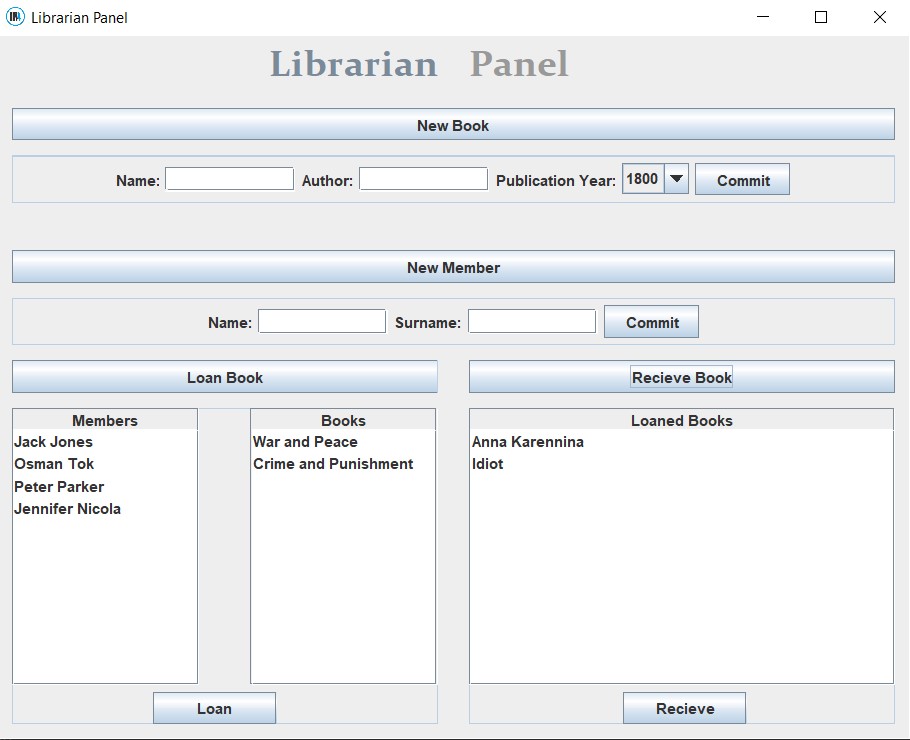 Librarian Panel
Librarian Panel
New Book
Name: Author: Publication Year: 1800 Commit
New Member
Name: Surname: Commit
Loan Book
Recieve Book
Members
Jack Jones
Osman Tok
Peter Parker
Jennifer Nicola
Books
War and Peace
Crime and Punishment
Loaned Books
Anna Karennina
Idiot
Loan
Recieve